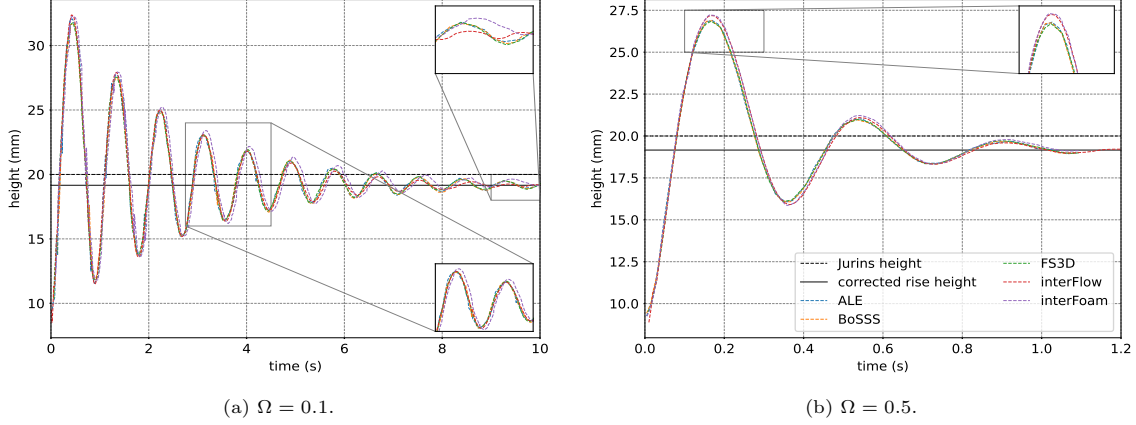 30
25
20
15
10
height (mm)
0
2
4
6
8
10
time (s)
(a) Ω = 0.1.
27.5
25.0
22.5
20.0
17.5
15.0
12.5
10.0
height (mm)
Jurins height
corrected rise height
ALE
BoSSS
FS3D
interFlow
interFoam
0.0
0.2
0.4
0.6
0.8
1.0
1.2
time (s)
(b) Ω = 0.5.